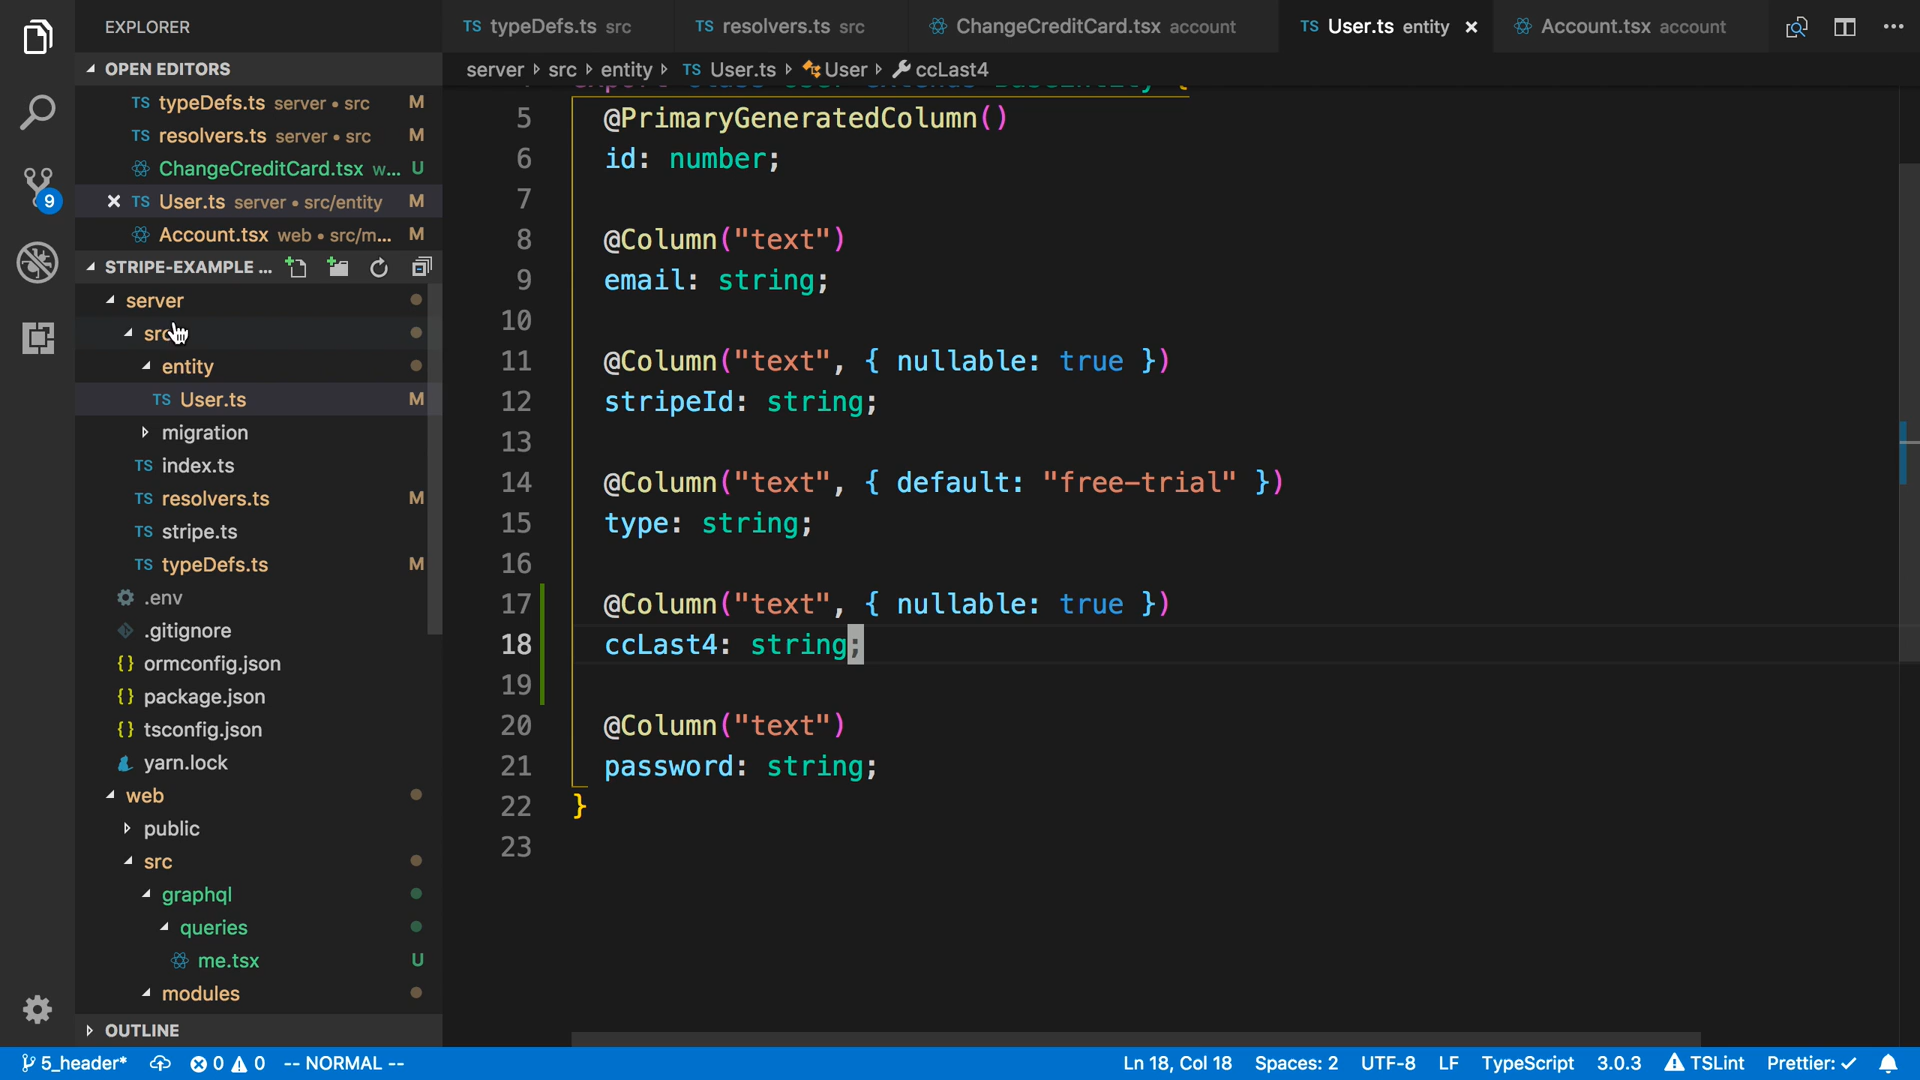 EXPLORER
OPEN EDITORS
TS typeDefs.ts server • src M
TS resolvers.ts server • src M
ChangeCreditCard.tsx w... U
TS User.ts server • src/entity M
Account.tsx web • src/m... M
STRIPE-EXAMPLE ...
server
src
entity
TS User.ts M
migration
TS index.ts
TS resolvers.ts M
TS stripe.ts
TS typeDefs.ts M
.env
.gitignore
{} ormconfig.json
{} package.json
{} tsconfig.json
yarn.lock
web
public
src
graphql
queries
me.tsx U
modules
OUTLINE
9
TS typeDefs.ts src TS resolvers.ts src ChangeCreditCard.tsx account TS User.ts entity Account.tsx account
server src entity TS User.ts User ccLast4
5 @PrimaryGeneratedColumn()
6 id: number;
7
8 @Column("text")
9 email: string;
10
11 @Column("text", { nullable: true })
12 stripeId: string;
13
14 @Column("text", { default: "free-trial" })
15 type: string;
16
17 @Column("text", { nullable: true })
18 ccLast4: string;
19
20 @Column("text")
21 password: string;
22 }
23
5_header* 0 0 -- NORMAL -- Ln 18, Col 18 Spaces: 2 UTF-8 LF TypeScript 3.0.3 TSLint Prettier: ✓